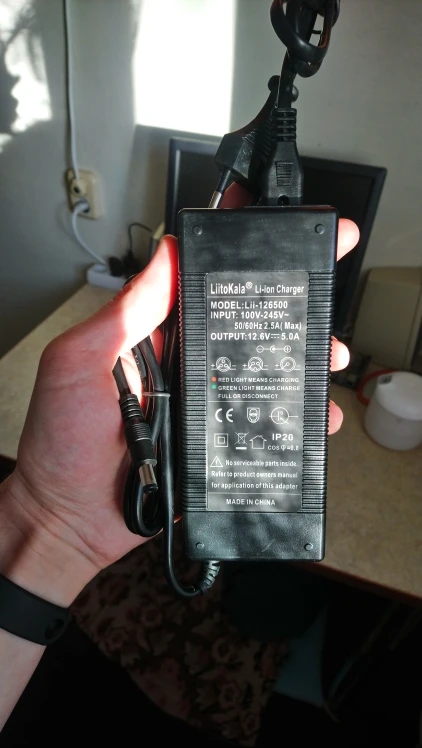 LiitoKala® Li-ion Charger
MODEL:Lii-126500
INPUT: 100V-245V~
50/60Hz 2.5A(Max)
OUTPUT:12.6V⎓5.0A
RED LIGHT MEANS CHARGING
GREEN LIGHT MEANS CHARGE
FULL OR DISCONNECT
CE
IP20
No serviceable parts inside.
Refer to product owners manual
for application of this adapter
MADE IN CHINA